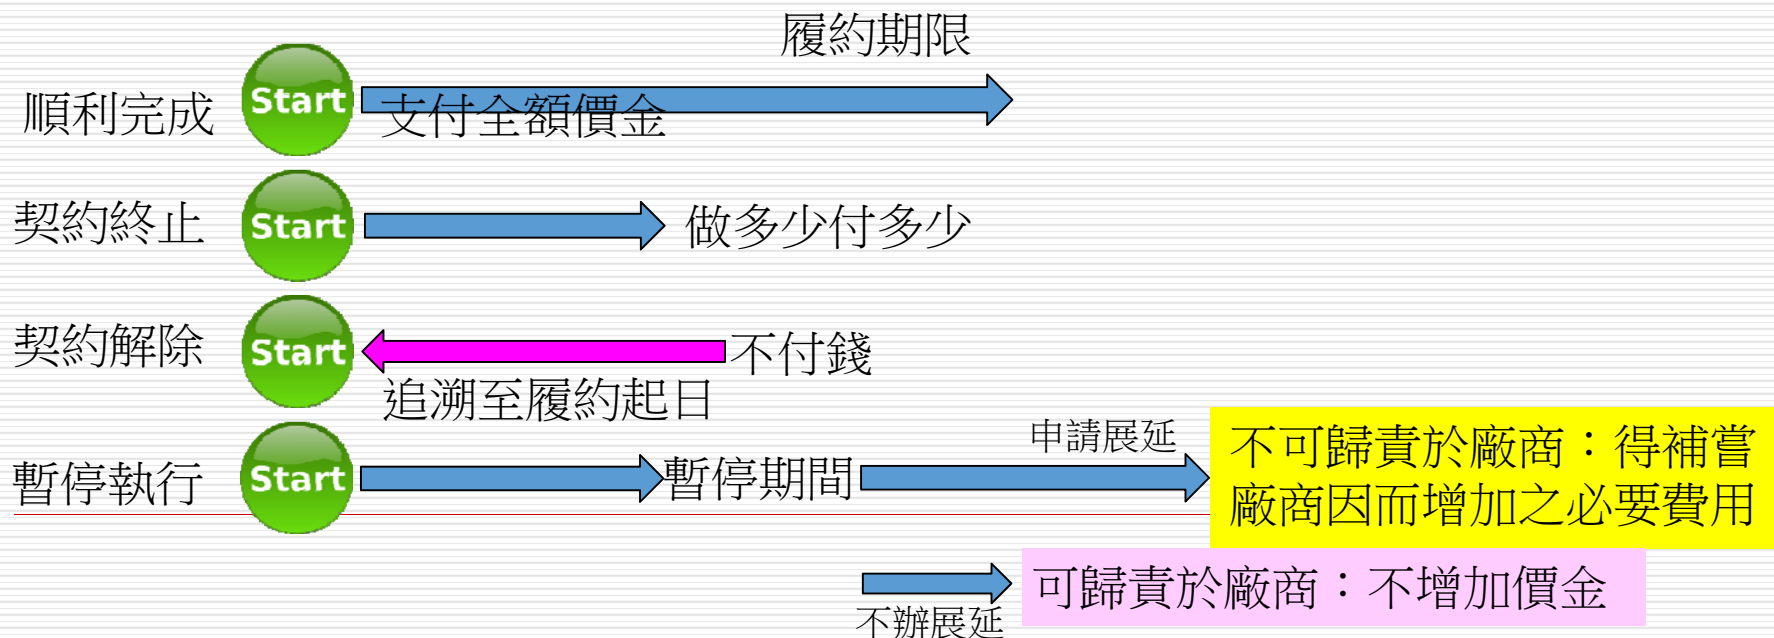 履約期限
順利完成 Start 支付全額價金
契約終止 Start 做多少付多少
契約解除 Start 不付錢
追溯至履約起日
申請展延
暫停執行 Start 暫停期間
不可歸責於廠商：得補嘗
廠商因而增加之必要費用
可歸責於廠商：不增加價金
不辦展延